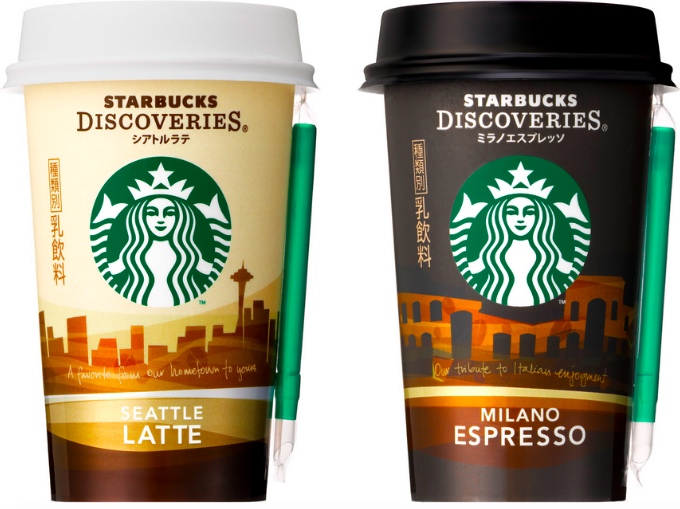 STARBUCKS
DISCOVERIES®
シアトルラテ
種類別 乳飲料
TM
A favorite from our hometown to yours
SEATTLE
LATTE
STARBUCKS
DISCOVERIES®
ミラノエスプレッソ
種類別 乳飲料
TM
Our tribute to Italian enjoyment
MILANO
ESPRESSO